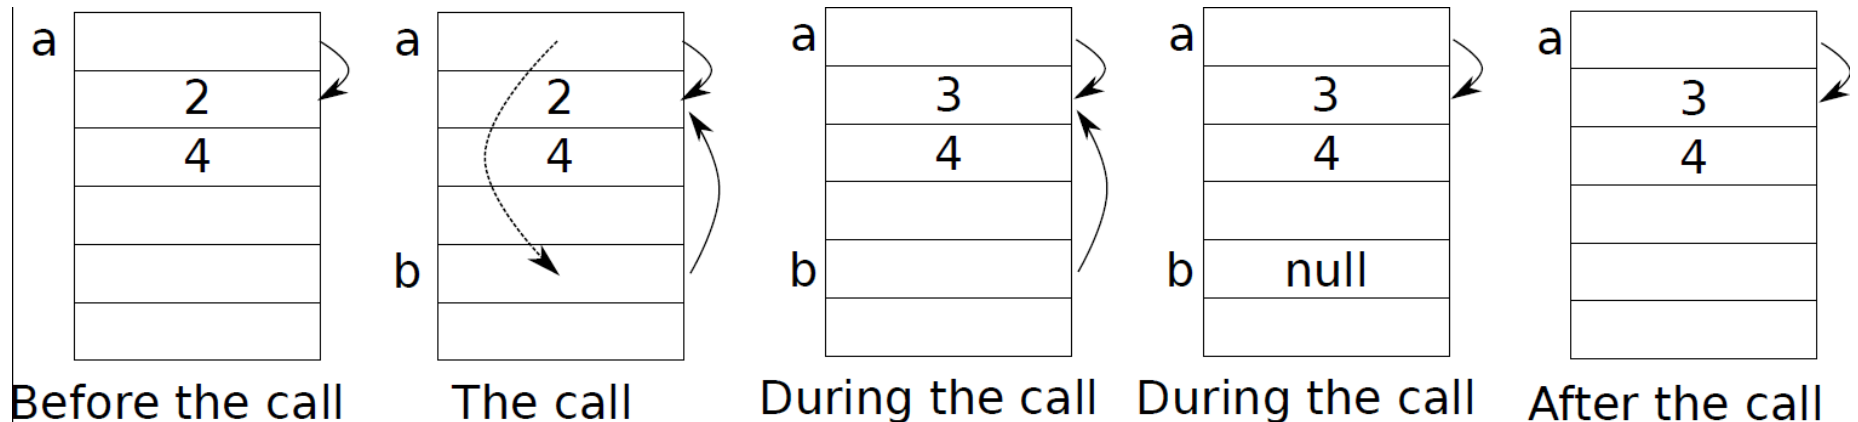 a a a a a
2 2 3 3 3
4 4 4 4 4
b b b null
Before the call The call During the call During the call After the call